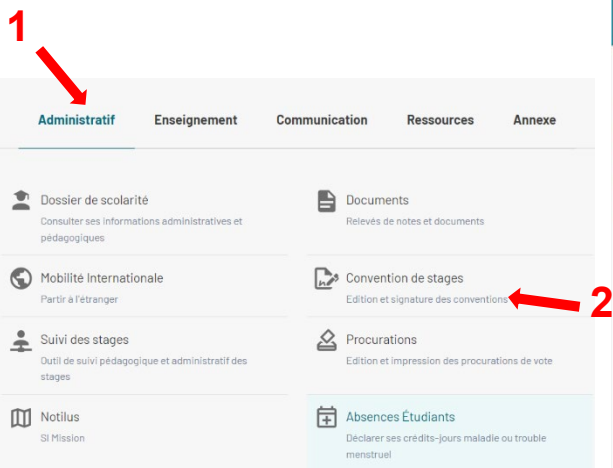 1
Administratif Enseignement Communication Ressources Annexe
Dossier de scolarité
Consulter ses informations administratives et
pédagogiques
Documents
Relevés de notes et documents
Mobilité Internationale
Partir à l'étranger
Convention de stages
Edition et signature des conventions
2
Suivi des stages
Outil de suivi pédagogique et administratif des
stages
Procurations
Edition et impression des procurations de vote
Notilus
SI Mission
Absences Étudiants
Déclarer ses crédits-jours maladie ou trouble
menstruel